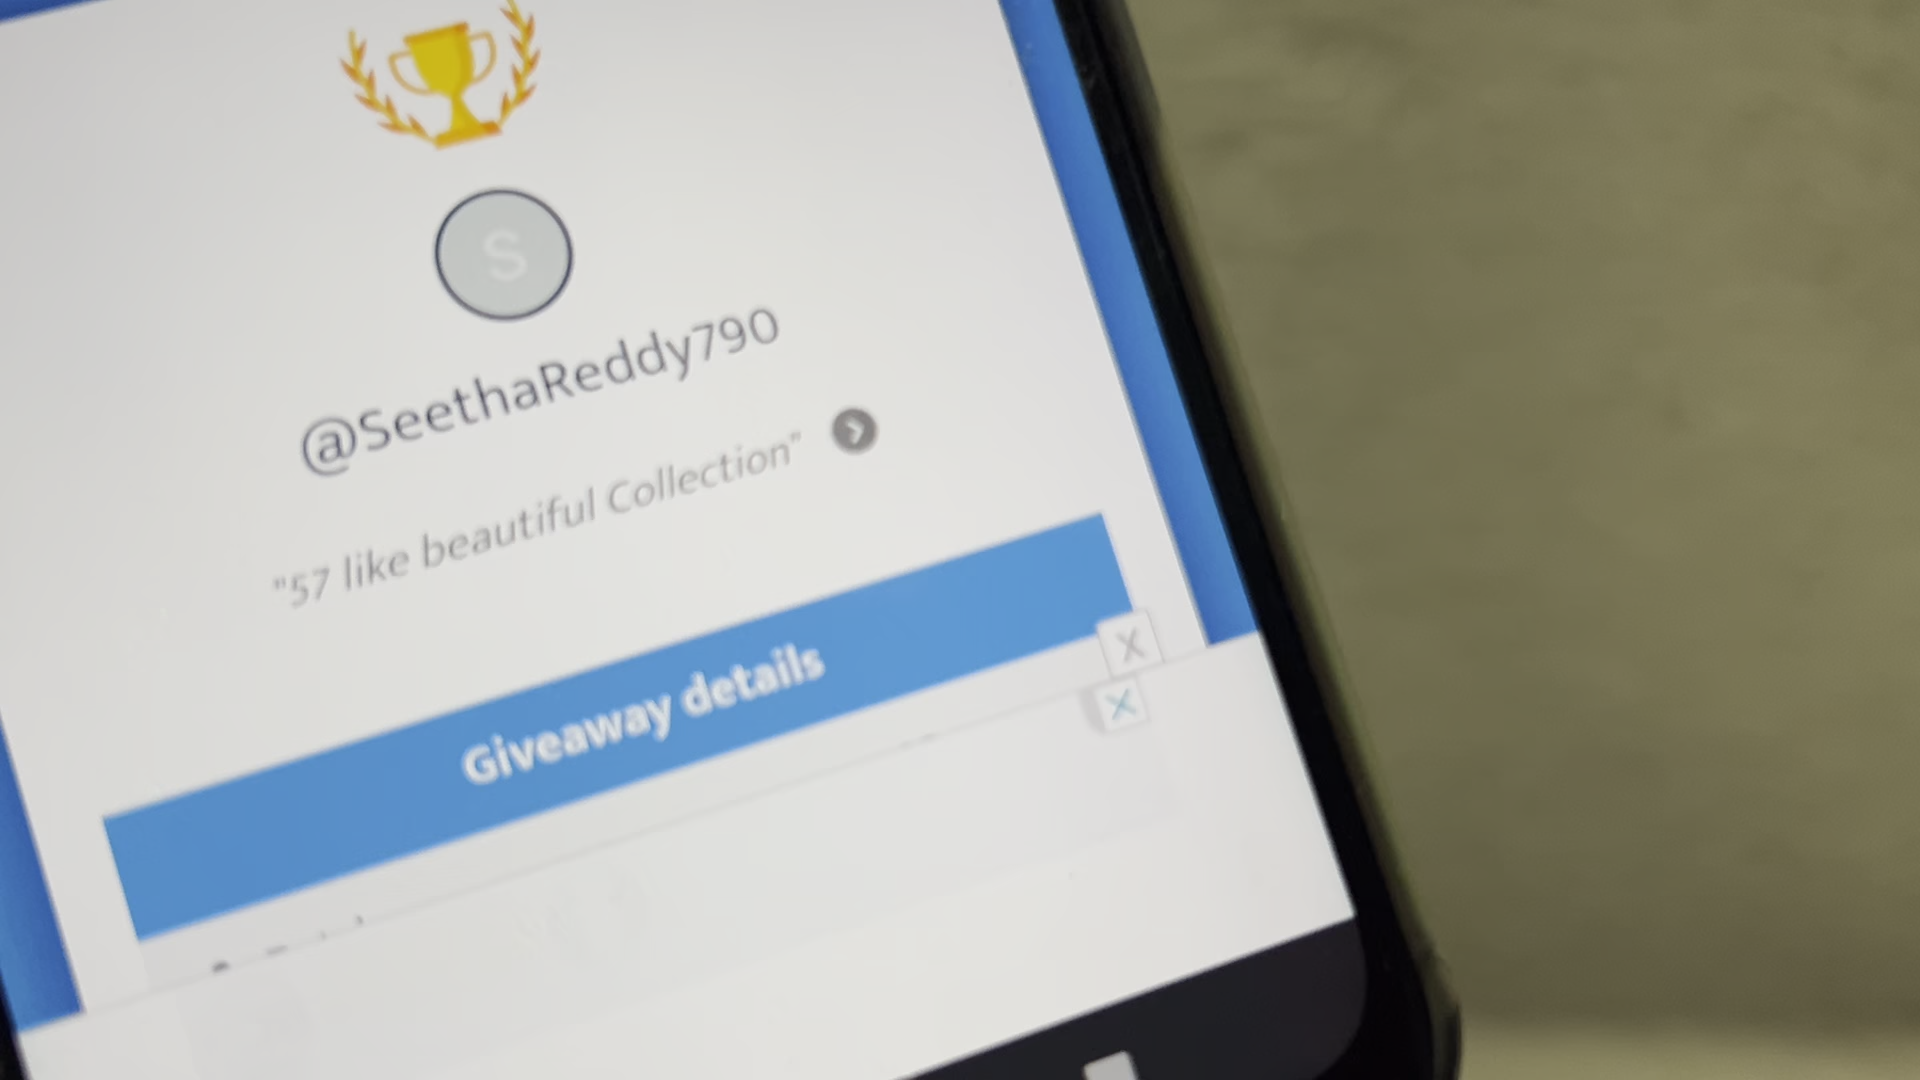 S
@SeethaReddy790
"57 like beautiful Collection"
Giveaway details
X
X